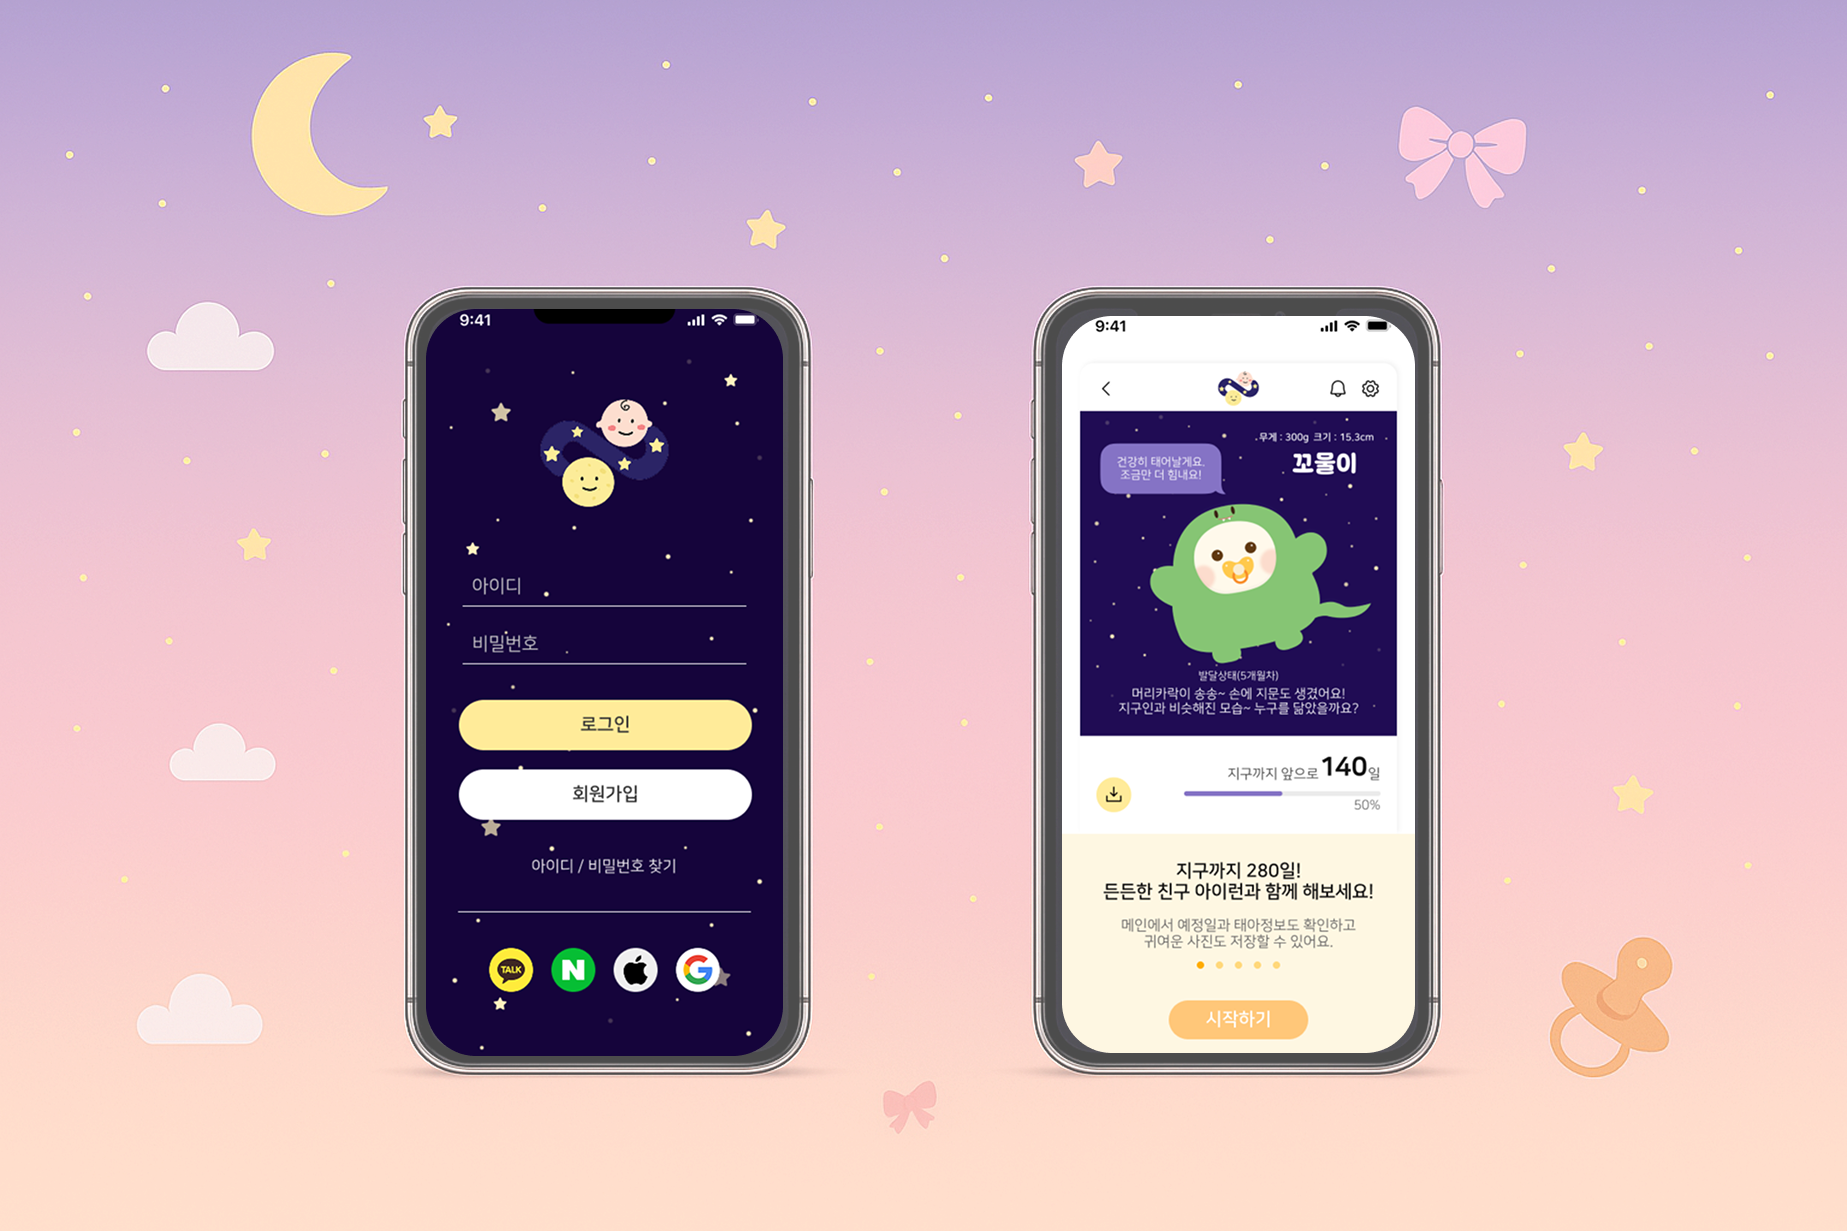 9:41
아이디
비밀번호
로그인
회원가입
아이디 / 비밀번호 찾기
TALK
N
G
9:41
무게 : 300g 크기 : 15.3cm
꼬물이
건강히 태어날게요.
조금만 더 힘내요!
발달상태(5개월차)
머리카락이 송송~ 손에 지문도 생겼어요!
지구인과 비슷해진 모습~ 누구를 닮았을까요?
지구까지 앞으로 140일
50%
지구까지 280일!
든든한 친구 아이런과 함께 해보세요!
메인에서 예정일과 태아정보도 확인하고
귀여운 사진도 저장할 수 있어요.
시작하기